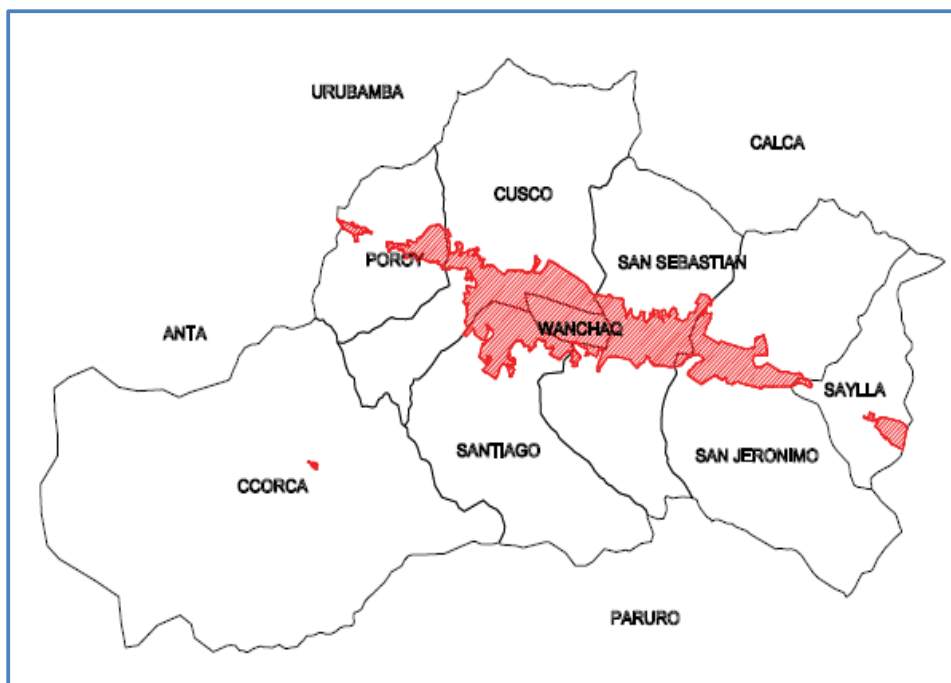 URUBAMBA
CALCA
CUSCO
POROY
SAN SEBASTIAN
ANTA
WANCHAQ
SAYLLA
SANTIAGO
SAN JERONIMO
CCORCA
PARURO